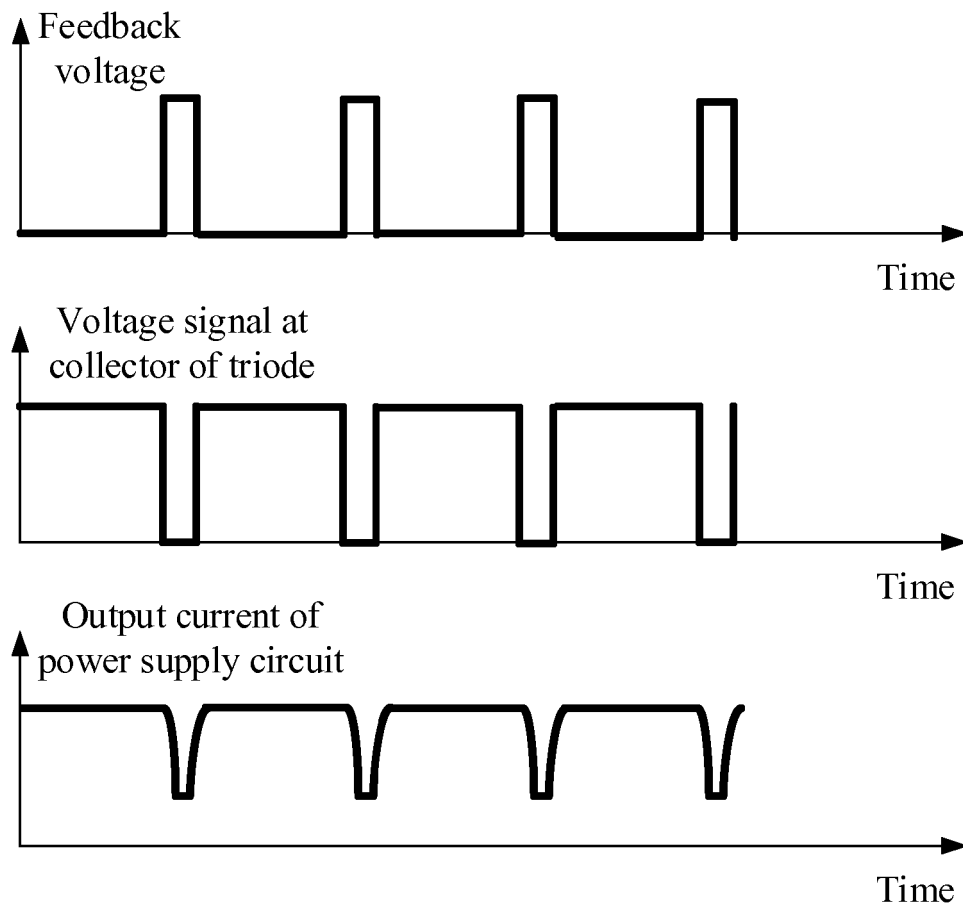 Feedback
voltage
Time
Voltage signal at
collector of triode
Time
Output current of
power supply circuit
Time